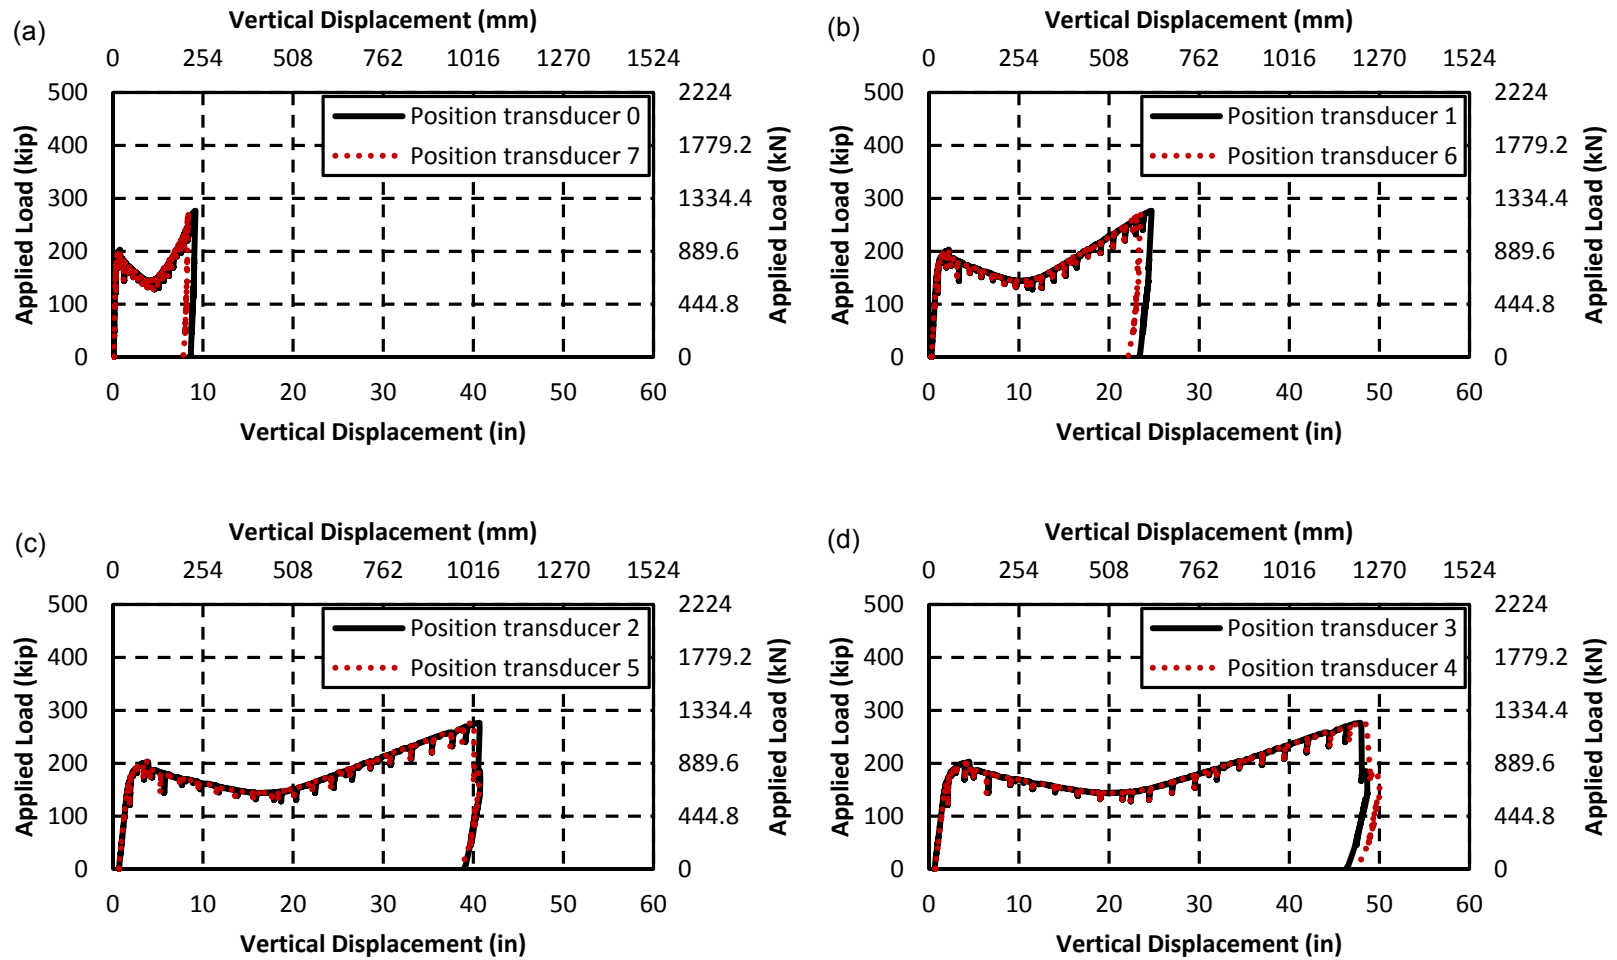 (a)
Vertical Displacement (mm)
0 254 508 762 1016 1270 1524
500 2224
400 1779.2
300 1334.4
200 889.6
100 444.8
0 0
Applied Load (kip)
Applied Load (kN)
Position transducer 0
Position transducer 7
0 10 20 30 40 50 60
Vertical Displacement (in)
(b)
Vertical Displacement (mm)
0 254 508 762 1016 1270 1524
500 2224
400 1779.2
300 1334.4
200 889.6
100 444.8
0 0
Applied Load (kip)
Applied Load (kN)
Position transducer 1
Position transducer 6
0 10 20 30 40 50 60
Vertical Displacement (in)
(c)
Vertical Displacement (mm)
0 254 508 762 1016 1270 1524
500 2224
400 1779.2
300 1334.4
200 889.6
100 444.8
0 0
Applied Load (kip)
Applied Load (kN)
Position transducer 2
Position transducer 5
0 10 20 30 40 50 60
Vertical Displacement (in)
(d)
Vertical Displacement (mm)
0 254 508 762 1016 1270 1524
500 2224
400 1779.2
300 1334.4
200 889.6
100 444.8
0 0
Applied Load (kip)
Applied Load (kN)
Position transducer 3
Position transducer 4
0 10 20 30 40 50 60
Vertical Displacement (in)